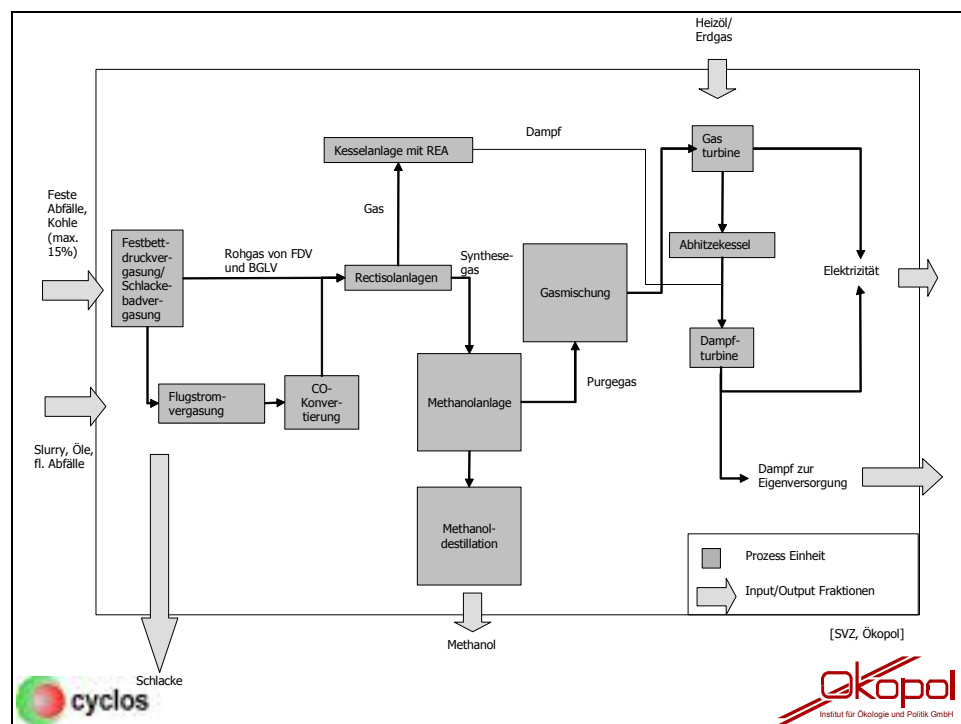 Heizöl/
Erdgas
Kesselanlage mit REA
Dampf
Gas
turbine
Feste
Abfälle,
Kohle
(max.
15%)
Gas
Festbett-
druckver-
gasung/
Schlacke-
badver-
gasung
Rohgas von FDV
und BGLV
Rectisolanlagen
Synthese-
gas
Gasmischung
Abhitzekessel
Elektrizität
Dampf-
turbine
Flugstrom-
vergasung
CO-
Konver-
tierung
Methanolanlage
Purgegas
Slurry, Öle,
fl. Abfälle
Dampf zur
Eigenversorgung
Methanol-
destillation
Prozess Einheit
Input/Output Fraktionen
Methanol
[SVZ, Ökopol]
Schlacke
cyclos
Ökopol
Institut für Ökologie und Politik GmbH